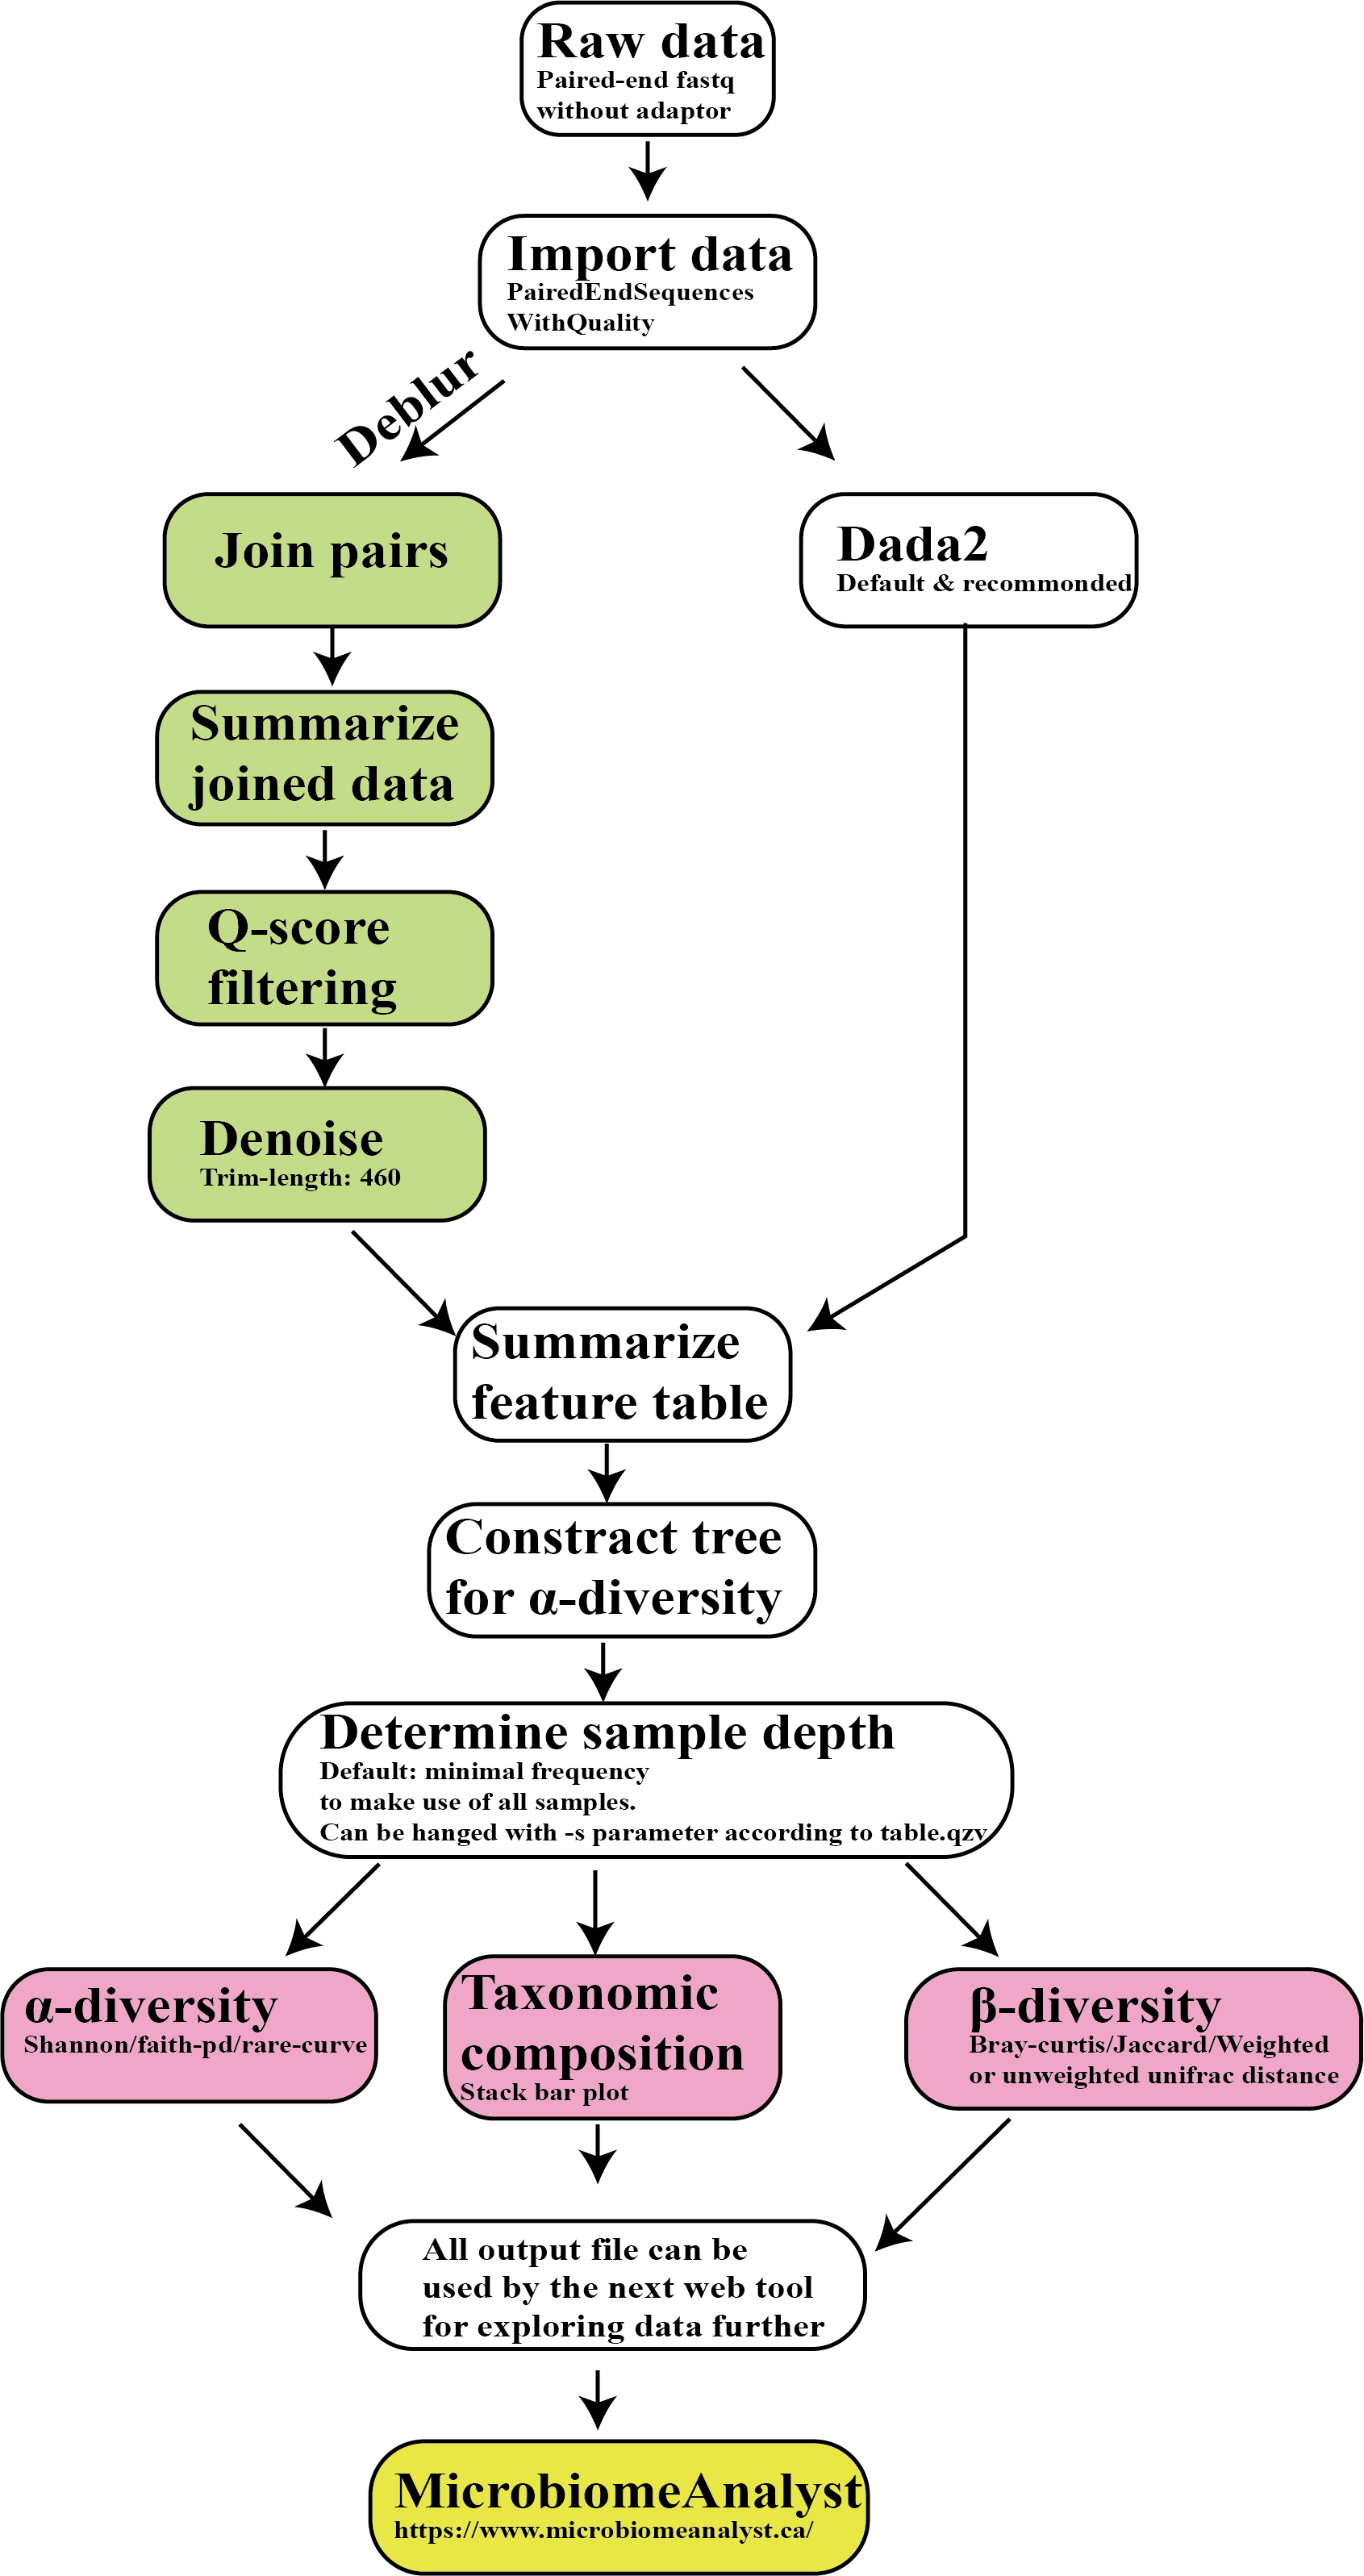 Raw data
Paired-end fastq
without adaptor
Import data
PairedEndSequences
WithQuality
Deblur
Join pairs
Dada2
Default & recommonded
Summarize
joined data
Q-score
filtering
Denoise
Trim-length: 460
Summarize
feature table
Constract tree
for α-diversity
Determine sample depth
Default: minimal frequency
to make use of all samples.
Can be hanged with -s parameter according to table.qzv
α-diversity
Shannon/faith-pd/rare-curve
Taxonomic
composition
Stack bar plot
β-diversity
Bray-curtis/Jaccard/Weighted
or unweighted unifrac distance
All output file can be
used by the next web tool
for exploring data further
MicrobiomeAnalyst
https://www.microbiomeanalyst.ca/